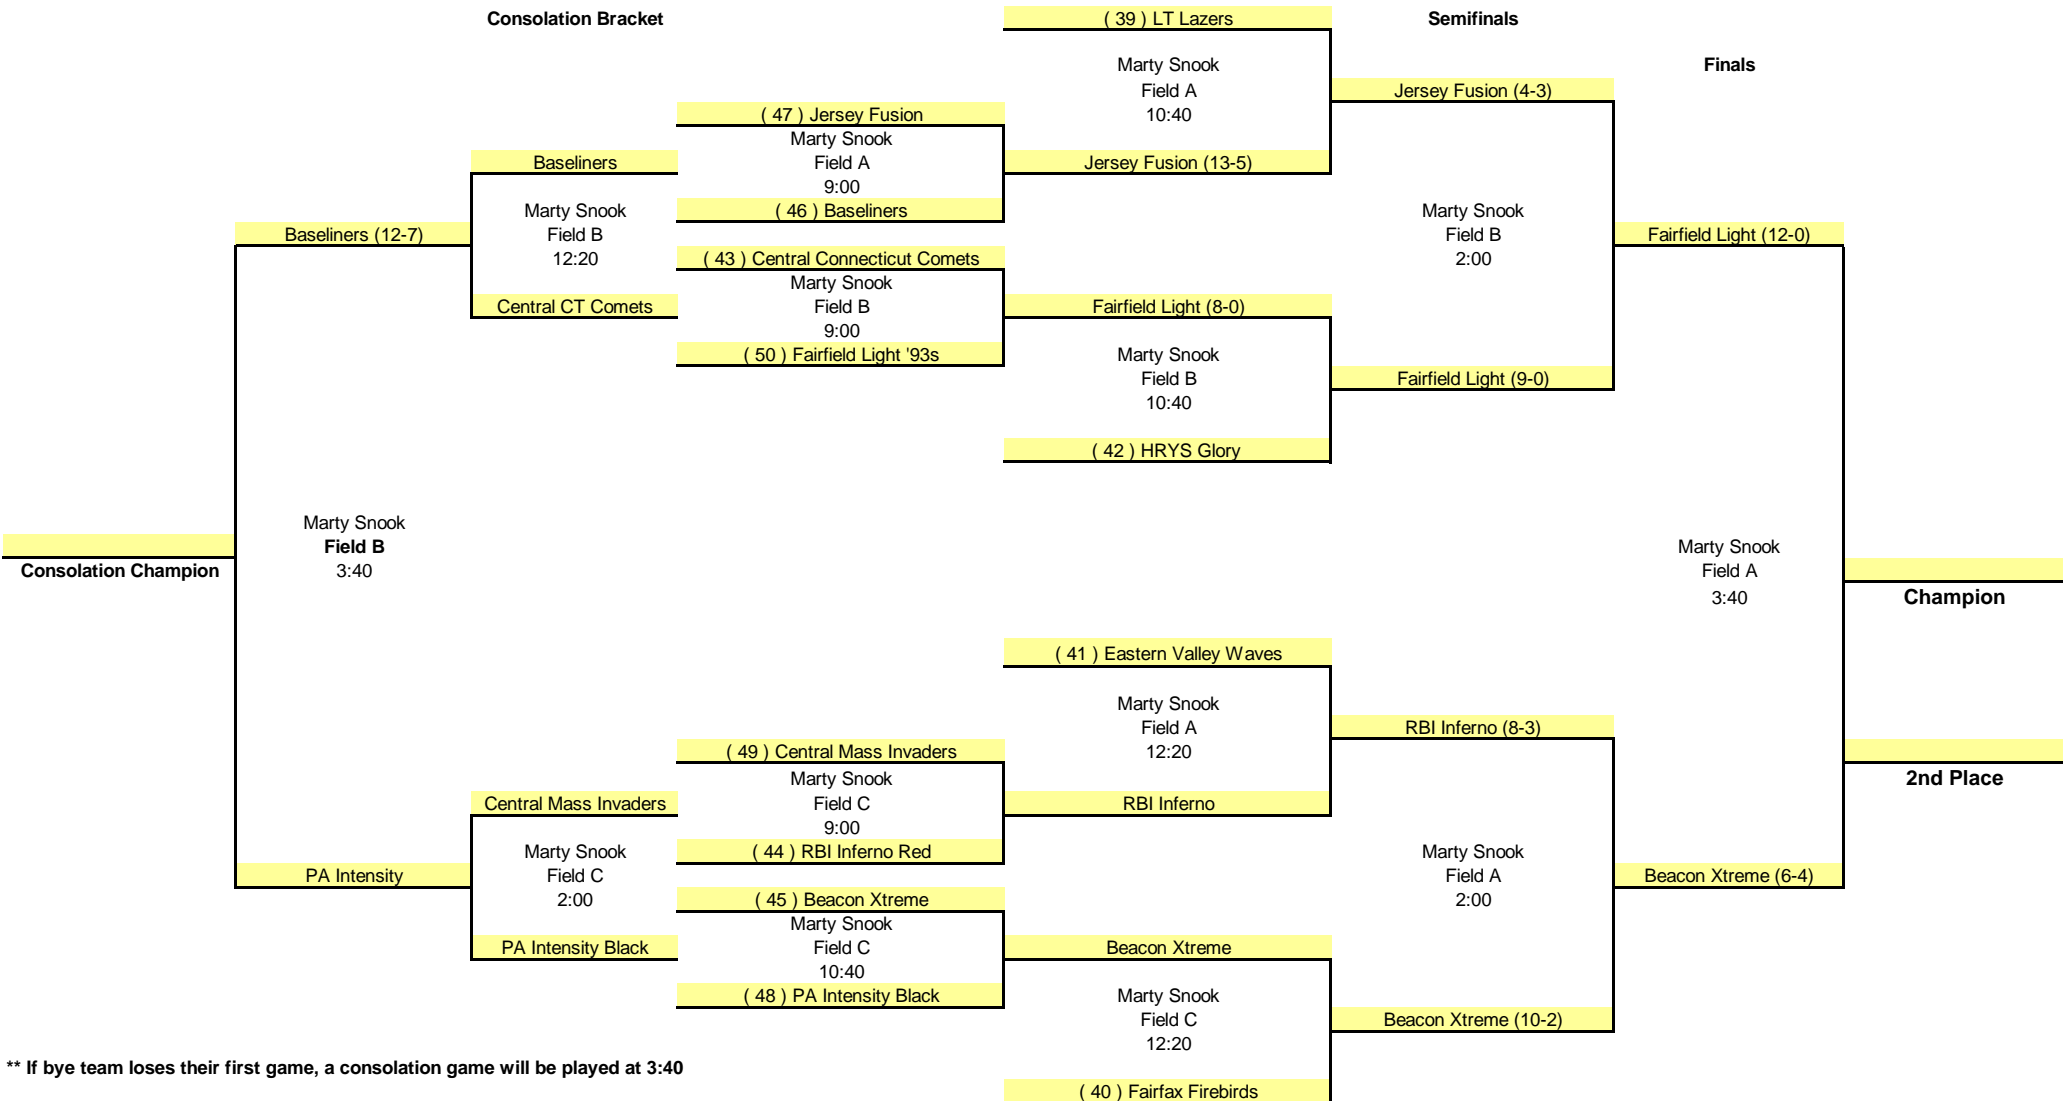 Consolation Bracket
( 39 ) LT Lazers
Semifinals
Marty Snook
Finals
Field A
Jersey Fusion (4-3)
( 47 ) Jersey Fusion
10:40
Marty Snook
Baseliners
Field A
Jersey Fusion (13-5)
9:00
Marty Snook
( 46 ) Baseliners
Marty Snook
Baseliners (12-7)
Field B
Field B
Fairfield Light (12-0)
12:20
( 43 ) Central Connecticut Comets
2:00
Marty Snook
Central CT Comets
Field B
Fairfield Light (8-0)
9:00
( 50 ) Fairfield Light '93s
Marty Snook
Field B
Fairfield Light (9-0)
10:40
( 42 ) HRYS Glory
Marty Snook
Field B
Marty Snook
Consolation Champion
3:40
Field A
3:40
Champion
( 41 ) Eastern Valley Waves
Marty Snook
Field A
RBI Inferno (8-3)
( 49 ) Central Mass Invaders
12:20
Marty Snook
2nd Place
Central Mass Invaders
Field C
RBI Inferno
9:00
Marty Snook
( 44 ) RBI Inferno Red
Marty Snook
PA Intensity
Field C
Field A
Beacon Xtreme (6-4)
2:00
( 45 ) Beacon Xtreme
2:00
Marty Snook
PA Intensity Black
Field C
Beacon Xtreme
10:40
( 48 ) PA Intensity Black
Marty Snook
Field C
Beacon Xtreme (10-2)
12:20
** If bye team loses their first game, a consolation game will be played at 3:40
( 40 ) Fairfax Firebirds